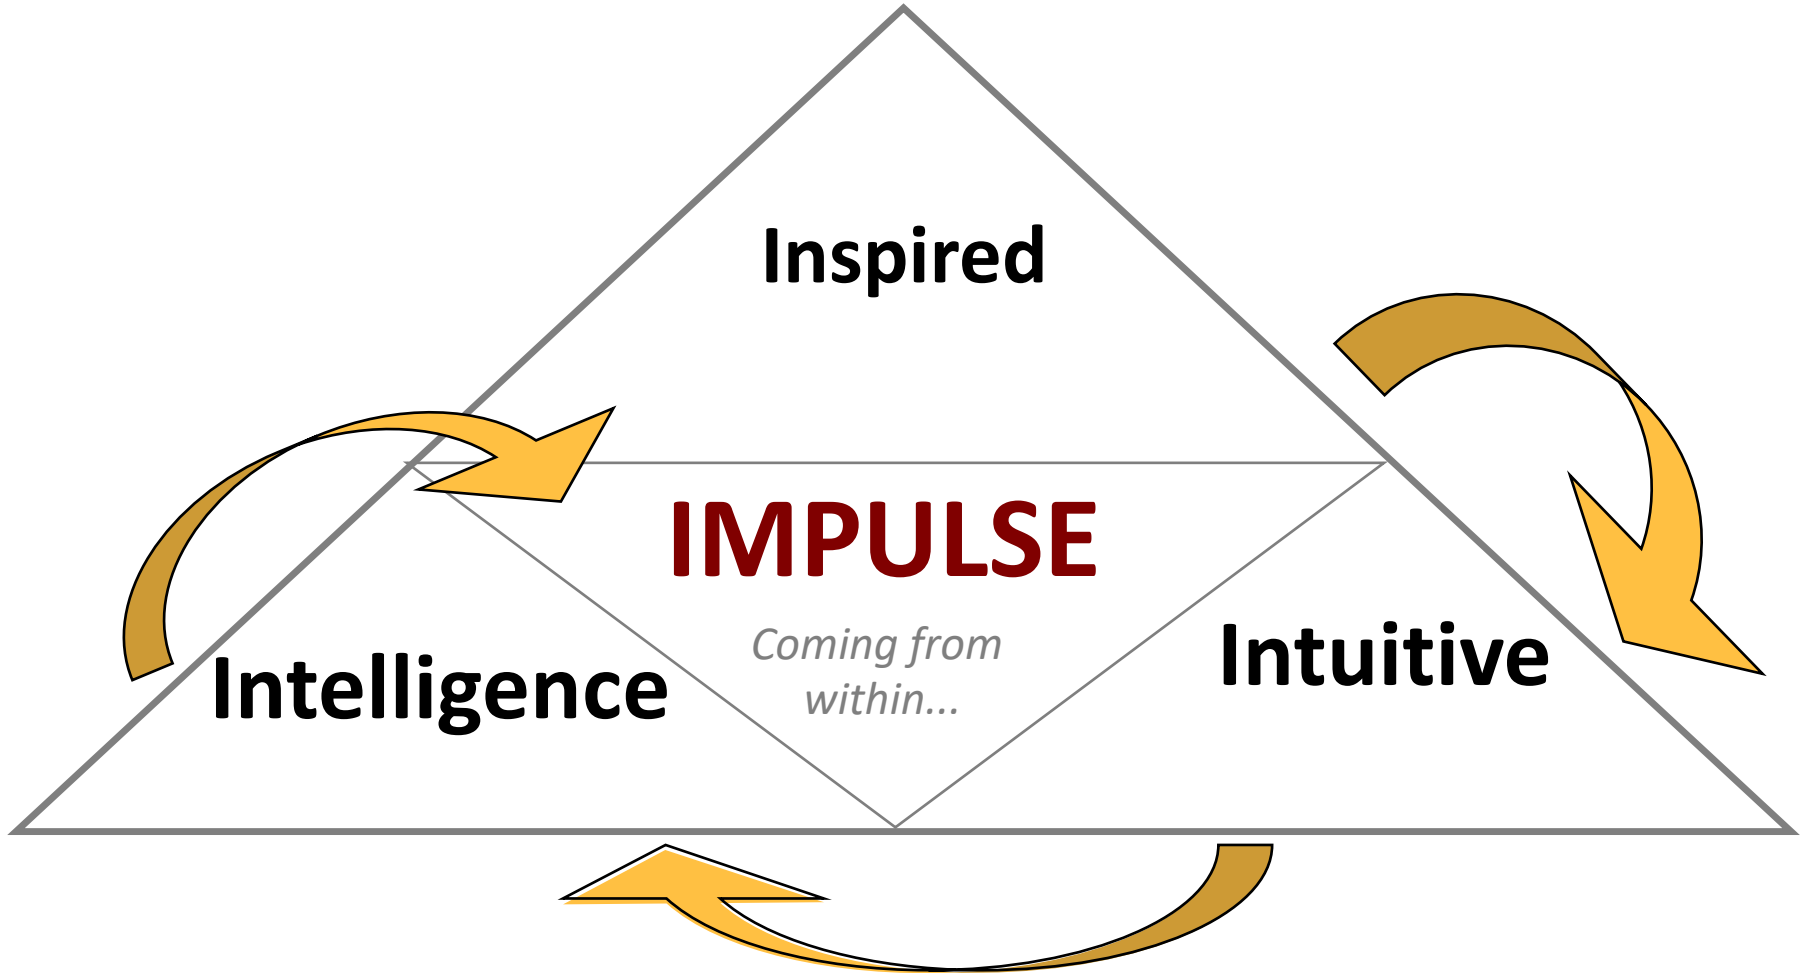 Inspired
IMPULSE
Coming from
within...
Intelligence
Intuitive